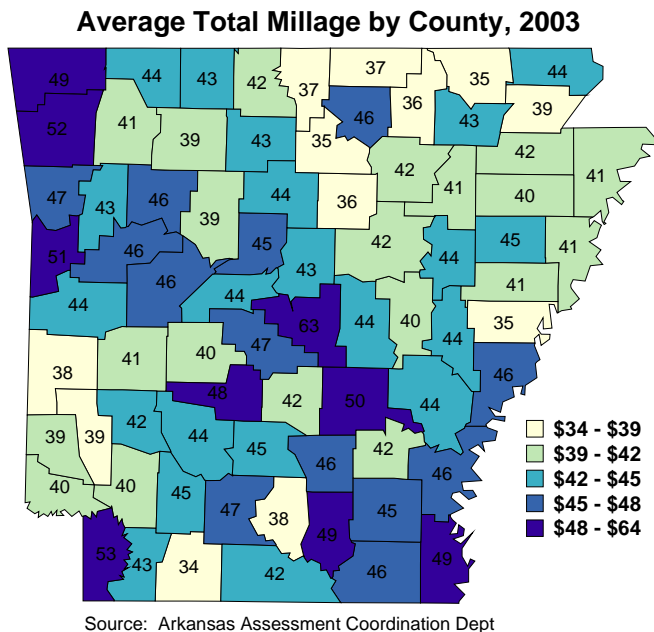 Average Total Millage by County, 2003
49 44 43 42 37 37 35 44
52 41 39 43 35 46 36 43 39
47 43 46 39 44 36 42 41 42 41
40
51 46 46 45 43 42 44 45 41
44 44 63 44 40 44 41 35
38 41 40 47 46
39 39 42 44 48 42 50 44
40 40 45 45 46 42 46
47 38 49 45 49
53 43 34 42 46
$34 - $39
$39 - $42
$42 - $45
$45 - $48
$48 - $64
Source: Arkansas Assessment Coordination Dept